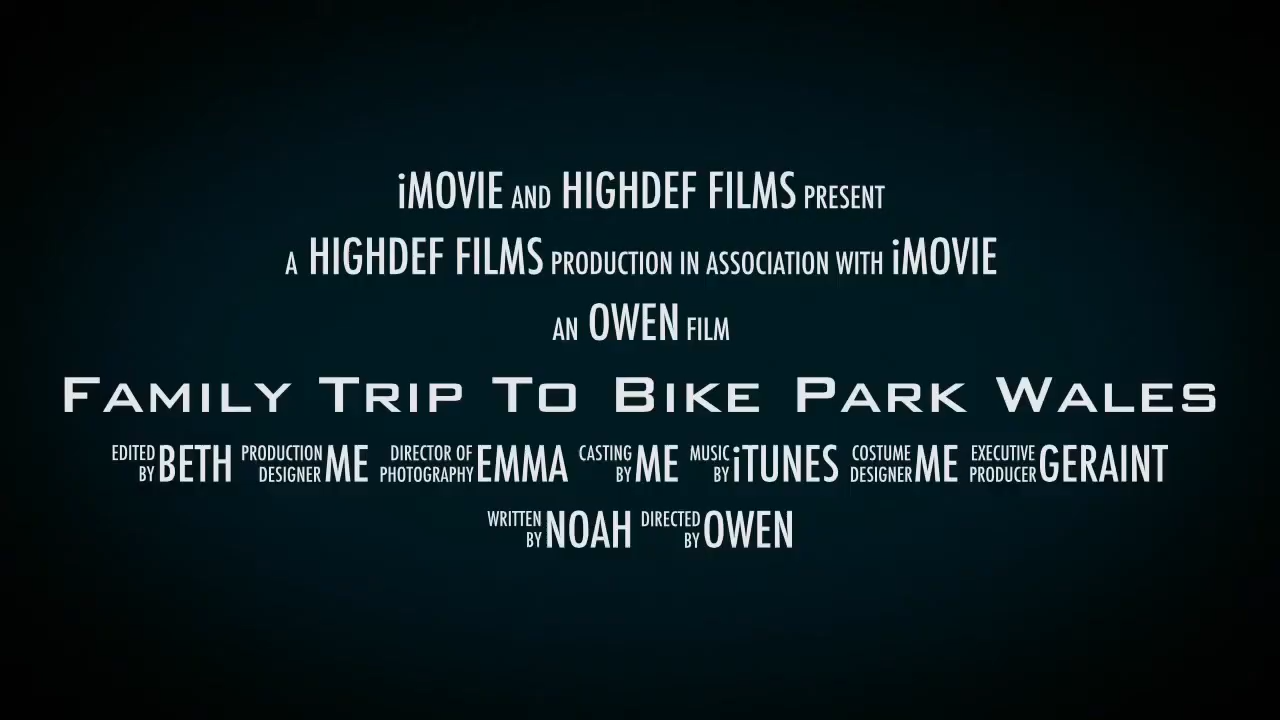 iMOVIE AND HIGHDEF FILMS PRESENT
A HIGHDEF FILMS PRODUCTION IN ASSOCIATION WITH iMOVIE
AN OWEN FILM
FAMILY TRIP TO BIKE PARK WALES
EDITED BY BETH PRODUCTION DESIGNER ME DIRECTOR OF PHOTOGRAPHY EMMA CASTING BY ME MUSIC BY iTUNES COSTUME DESIGNER ME EXECUTIVE PRODUCER GERAINT
WRITTEN BY NOAH DIRECTED BY OWEN